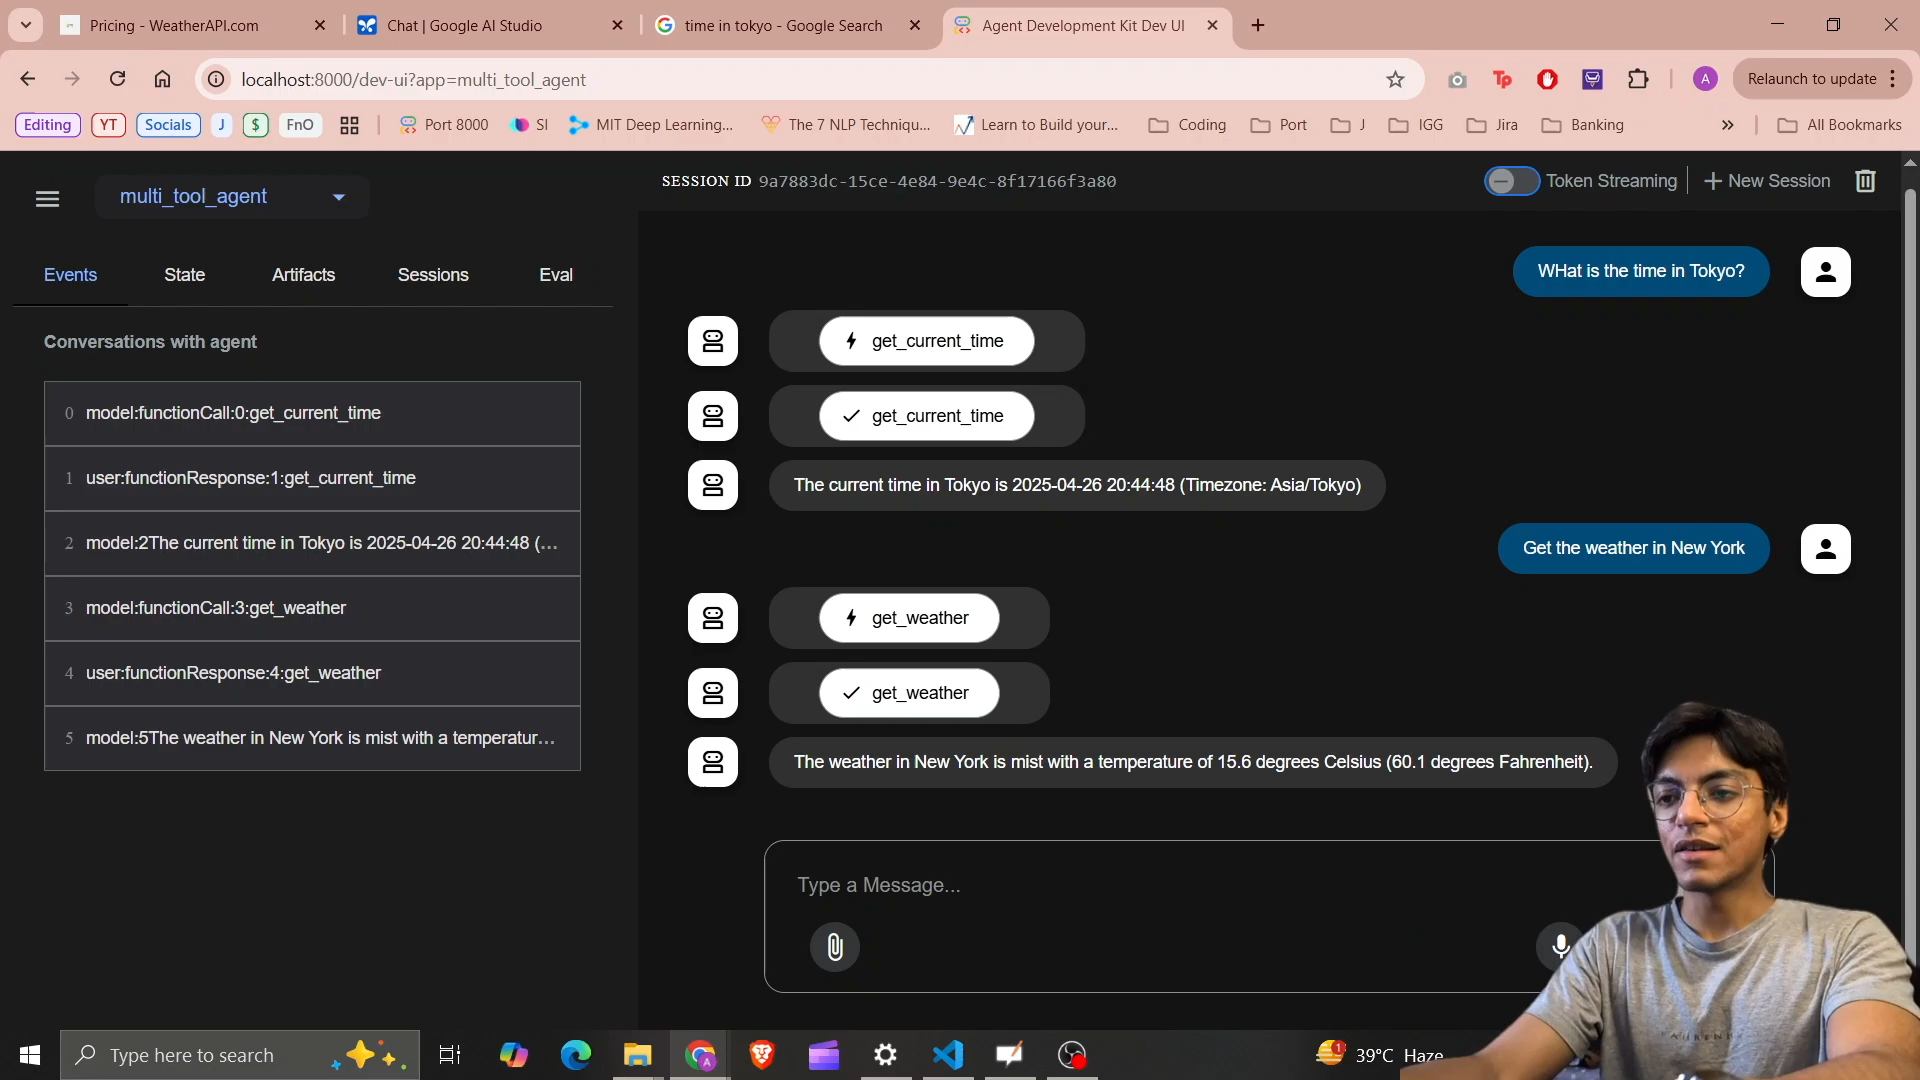 Pricing - WeatherAPI.com
Chat | Google AI Studio
time in tokyo - Google Search
Agent Development Kit Dev UI
localhost:8000/dev-ui?app=multi_tool_agent
Tp
A
Relaunch to update
Editing
YT
Socials
J
$
FnO
Port 8000
SI
MIT Deep Learning...
The 7 NLP Techniqu...
Learn to Build your...
Coding
Port
J
IGG
Jira
Banking
All Bookmarks
multi_tool_agent
SESSION ID 9a7883dc-15ce-4e84-9e4c-8f17166f3a80
Token Streaming
New Session
Events
State
Artifacts
Sessions
Eval
Conversations with agent
0 model:functionCall:0:get_current_time
1 user:functionResponse:1:get_current_time
2 model:2The current time in Tokyo is 2025-04-26 20:44:48 (...
3 model:functionCall:3:get_weather
4 user:functionResponse:4:get_weather
5 model:5The weather in New York is mist with a temperatur...
WHat is the time in Tokyo?
get_current_time
get_current_time
The current time in Tokyo is 2025-04-26 20:44:48 (Timezone: Asia/Tokyo)
Get the weather in New York
get_weather
get_weather
The weather in New York is mist with a temperature of 15.6 degrees Celsius (60.1 degrees Fahrenheit).
Type a Message...
Type here to search
A
1
39°C Haze